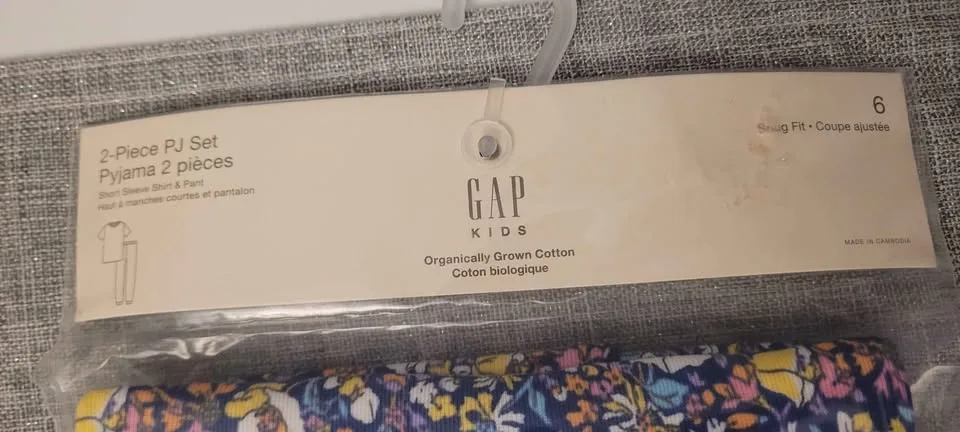 2-Piece PJ Set
Pyjama 2 pièces
Short Sleeve Shirt & Pant
Haut à manches courtes et pantalon
GAP
KIDS
Organically Grown Cotton
Coton biologique
6
Snug Fit • Coupe ajustée
MADE IN CAMBODIA